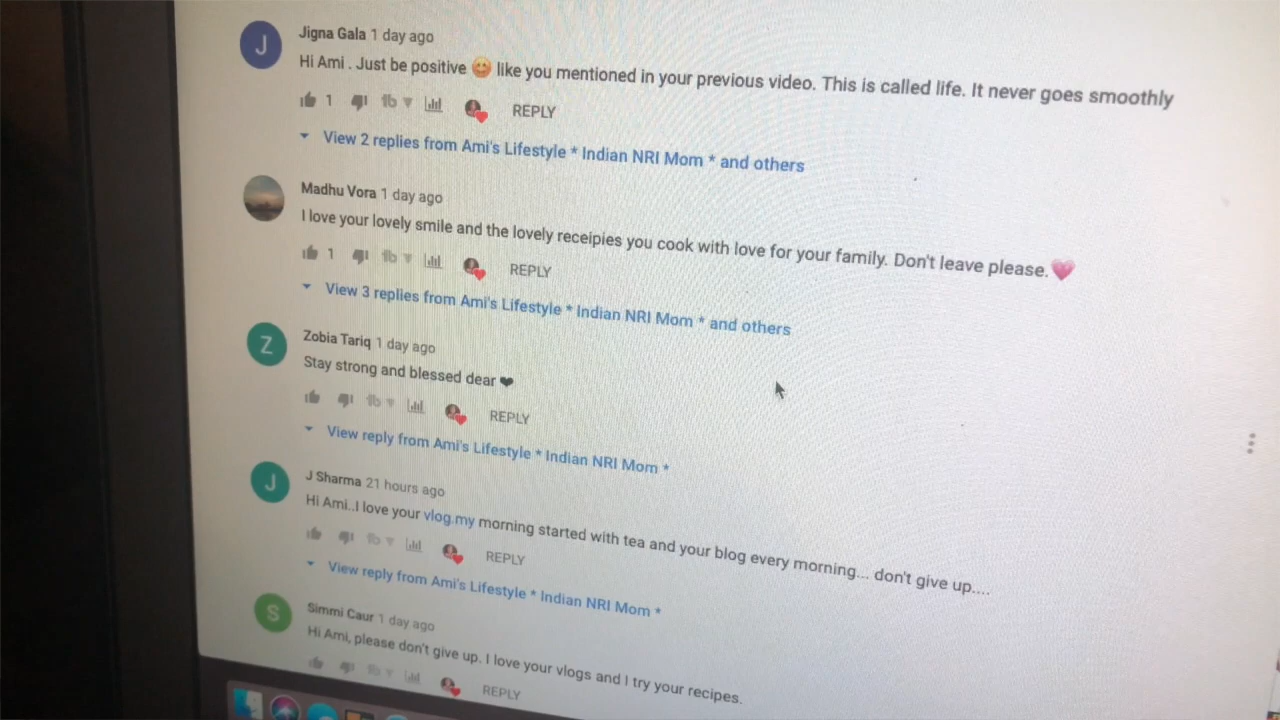 J
Jigna Gala 1 day ago
Hi Ami . Just be positive 😊 like you mentioned in your previous video. This is called life. It never goes smoothly
1 REPLY
View 2 replies from Ami's Lifestyle * Indian NRI Mom * and others
Madhu Vora 1 day ago
I love your lovely smile and the lovely receipies you cook with love for your family. Don't leave please.💗
1 REPLY
View 3 replies from Ami's Lifestyle * Indian NRI Mom * and others
Z
Zobia Tariq 1 day ago
Stay strong and blessed dear ❤
REPLY
View reply from Ami's Lifestyle * Indian NRI Mom *
J
J Sharma 21 hours ago
Hi Ami..I love your vlog.my morning started with tea and your blog every morning... don't give up....
REPLY
View reply from Ami's Lifestyle * Indian NRI Mom *
S
Simmi Caur 1 day ago
Hi Ami, please don't give up. I love your vlogs and I try your recipes.
REPLY